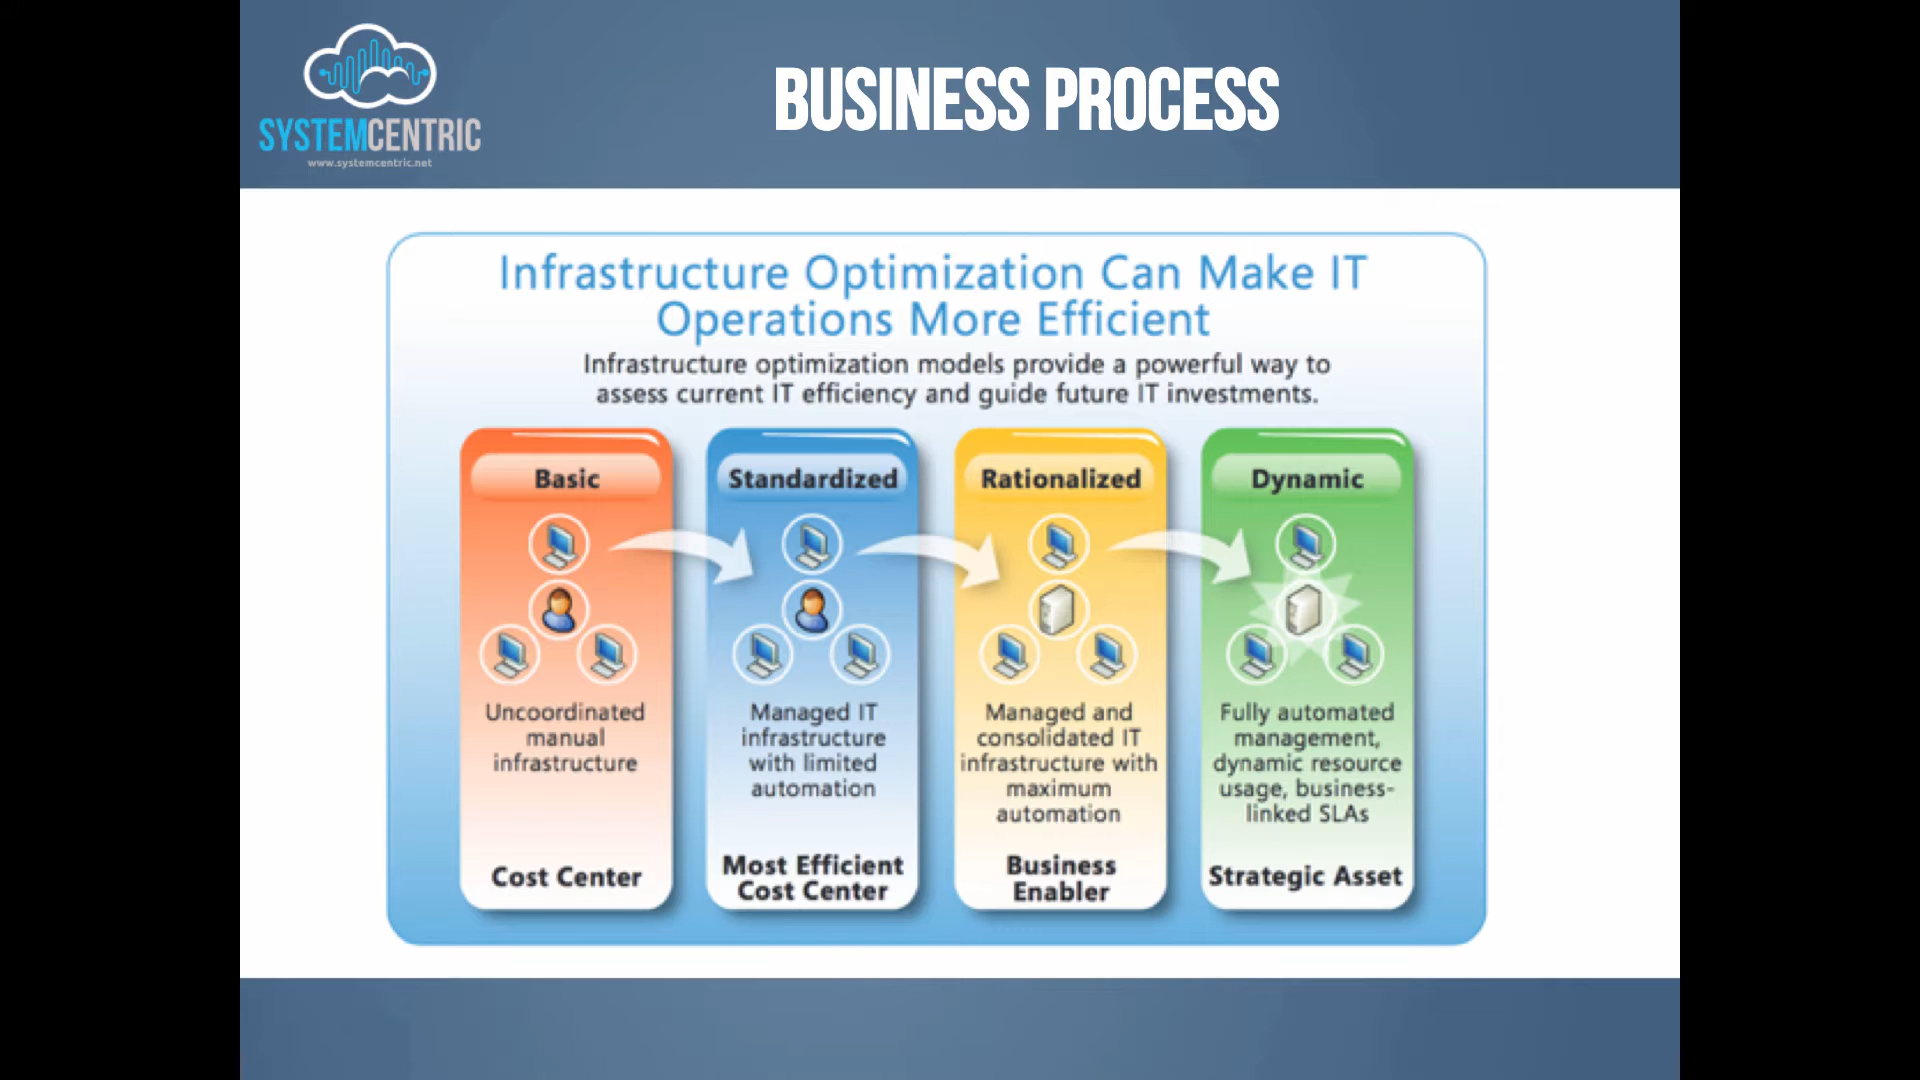 SYSTEMCENTRIC
www.systemcentric.net
BUSINESS PROCESS
Infrastructure Optimization Can Make IT
Operations More Efficient
Infrastructure optimization models provide a powerful way to
assess current IT efficiency and guide future IT investments.
Basic
Uncoordinated
manual
infrastructure
Cost Center
Standardized
Managed IT
infrastructure
with limited
automation
Most Efficient
Cost Center
Rationalized
Managed and
consolidated IT
infrastructure with
maximum
automation
Business
Enabler
Dynamic
Fully automated
management,
dynamic resource
usage, business-
linked SLAs
Strategic Asset